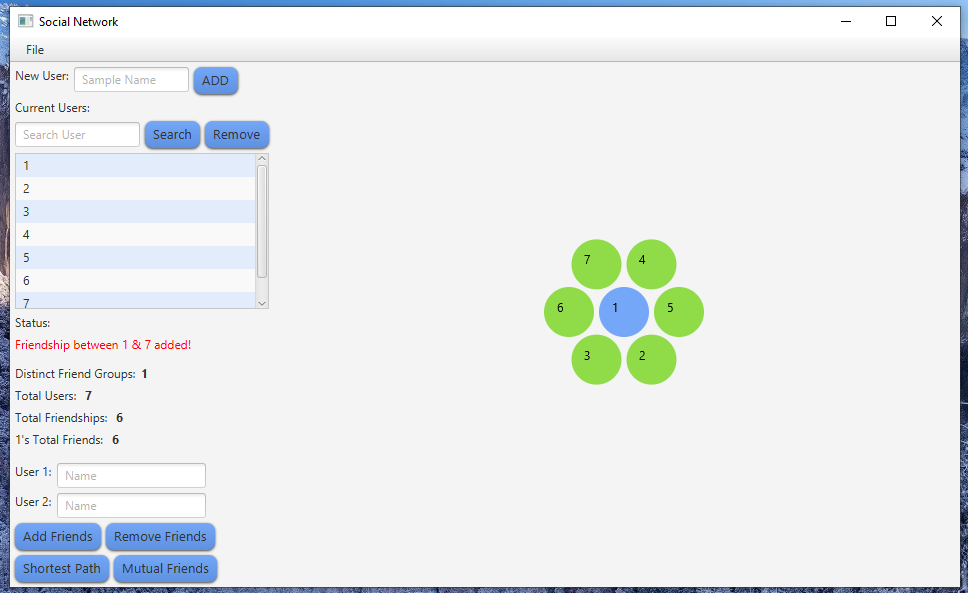 Social Network
File
New User: Sample Name ADD
Current Users:
Search User Search Remove
1
2
3
4
5
6
7
Status:
Friendship between 1 & 7 added!
Distinct Friend Groups: 1
Total Users: 7
Total Friendships: 6
1's Total Friends: 6
User 1: Name
User 2: Name
Add Friends Remove Friends
Shortest Path Mutual Friends
7 4
6 1 5
3 2